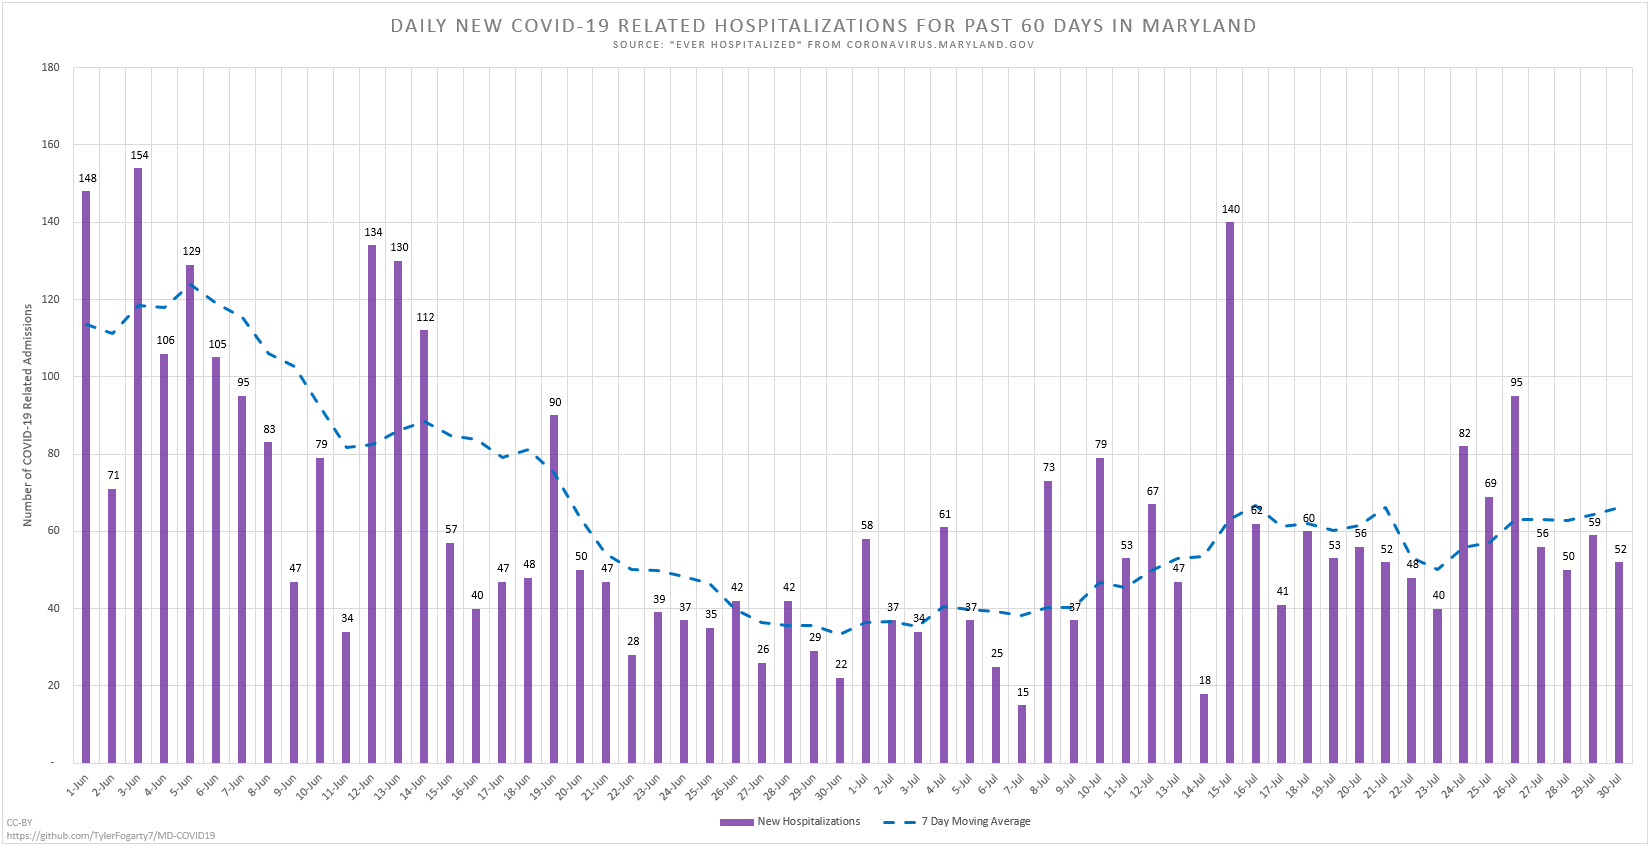 DAILY NEW COVID-19 RELATED HOSPITALIZATIONS FOR PAST 60 DAYS IN MARYLAND
SOURCE: "EVER HOSPITALIZED" FROM CORONAVIRUS.MARYLAND.GOV
Number of COVID-19 Related Admissions
180
160
140
120
100
80
60
40
20
-
148
71
154
106
129
105
95
83
47
79
34
134
130
112
57
40
47
48
90
50
47
28
39
37
35
42
26
42
29
22
58
37
34
61
37
25
15
73
37
79
53
67
47
18
140
62
41
60
53
56
52
48
40
82
69
95
56
50
59
52
1-Jun
2-Jun
3-Jun
4-Jun
5-Jun
6-Jun
7-Jun
8-Jun
9-Jun
10-Jun
11-Jun
12-Jun
13-Jun
14-Jun
15-Jun
16-Jun
17-Jun
18-Jun
19-Jun
20-Jun
21-Jun
22-Jun
23-Jun
24-Jun
25-Jun
26-Jun
27-Jun
28-Jun
29-Jun
30-Jun
1-Jul
2-Jul
3-Jul
4-Jul
5-Jul
6-Jul
7-Jul
8-Jul
9-Jul
10-Jul
11-Jul
12-Jul
13-Jul
14-Jul
15-Jul
16-Jul
17-Jul
18-Jul
19-Jul
20-Jul
21-Jul
22-Jul
23-Jul
24-Jul
25-Jul
26-Jul
27-Jul
28-Jul
29-Jul
30-Jul
New Hospitalizations
7 Day Moving Average
CC-BY
https://github.com/TylerFogarty7/MD-COVID19